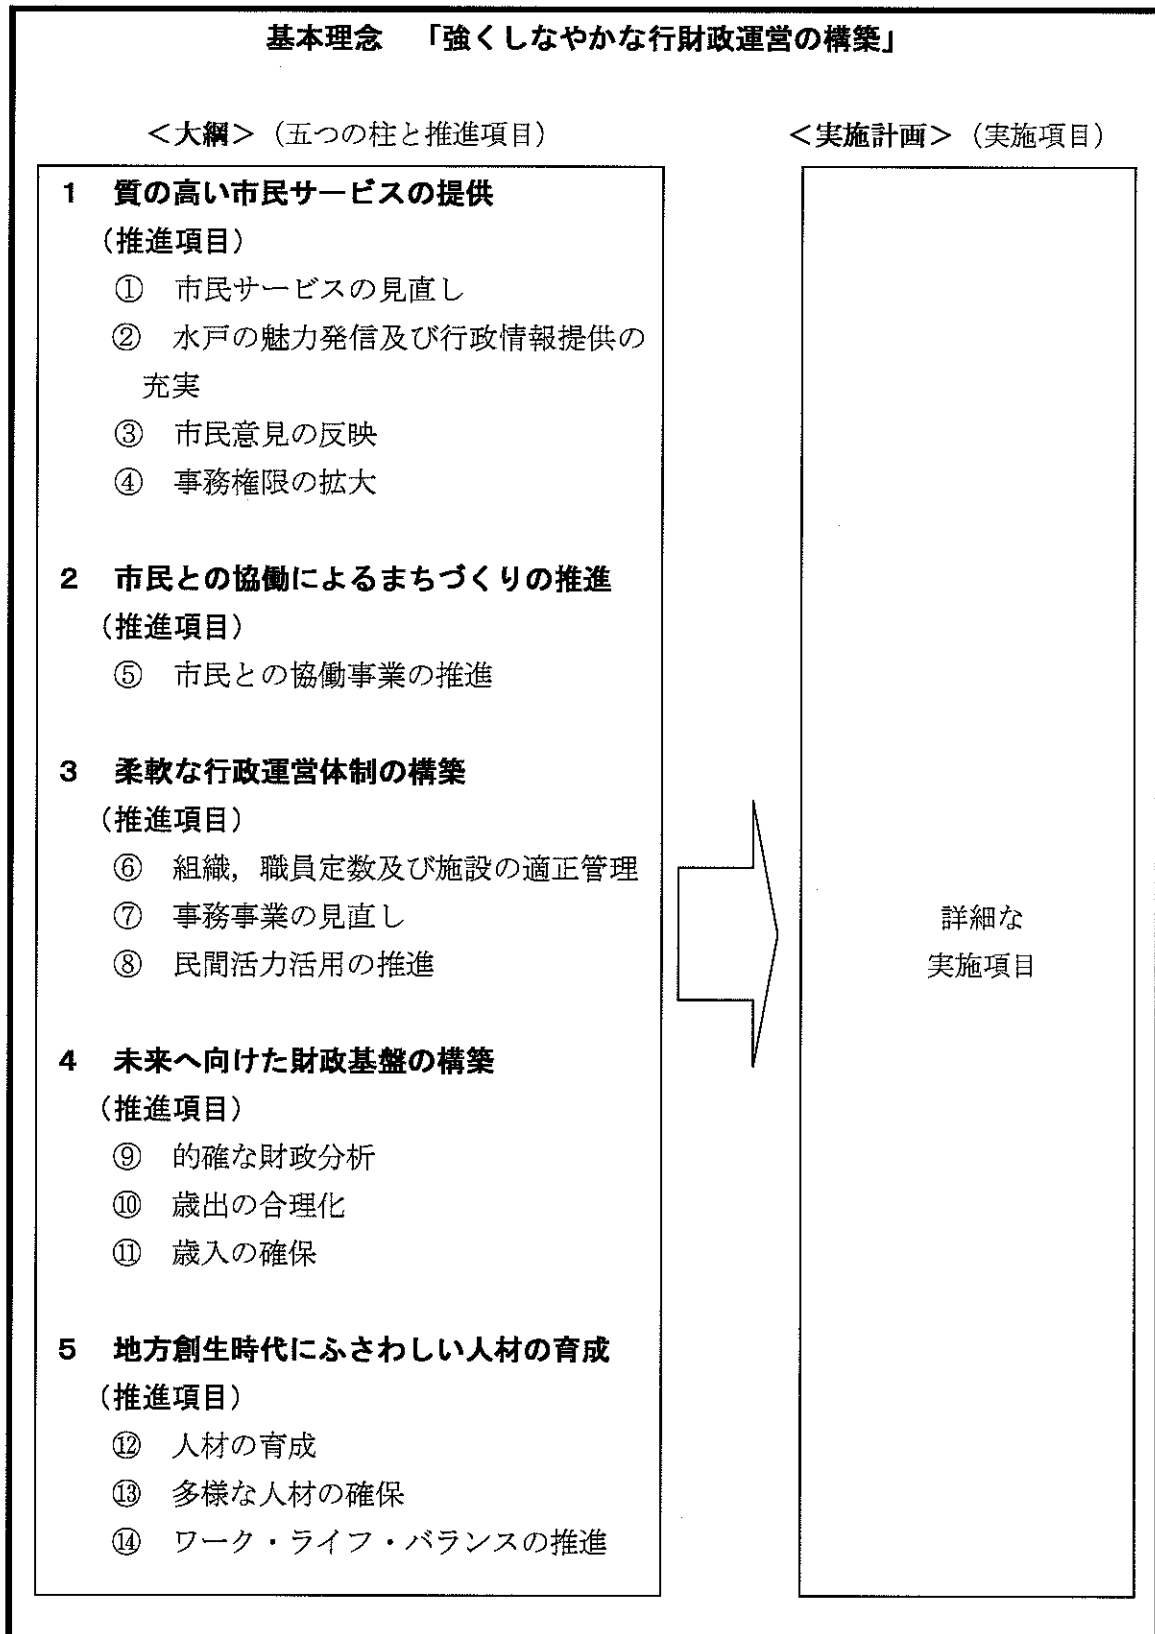 基本理念　「強くしなやかな行財政運営の構築」
＜大綱＞（五つの柱と推進項目）
＜実施計画＞（実施項目）
1　質の高い市民サービスの提供
（推進項目）
①　市民サービスの見直し
②　水戸の魅力発信及び行政情報提供の
充実
③　市民意見の反映
④　事務権限の拡大
2　市民との協働によるまちづくりの推進
（推進項目）
⑤　市民との協働事業の推進
3　柔軟な行政運営体制の構築
（推進項目）
⑥　組織，職員定数及び施設の適正管理
⑦　事務事業の見直し
⑧　民間活力活用の推進
4　未来へ向けた財政基盤の構築
（推進項目）
⑨　的確な財政分析
⑩　歳出の合理化
⑪　歳入の確保
5　地方創生時代にふさわしい人材の育成
（推進項目）
⑫　人材の育成
⑬　多様な人材の確保
⑭　ワーク・ライフ・バランスの推進
詳細な
実施項目